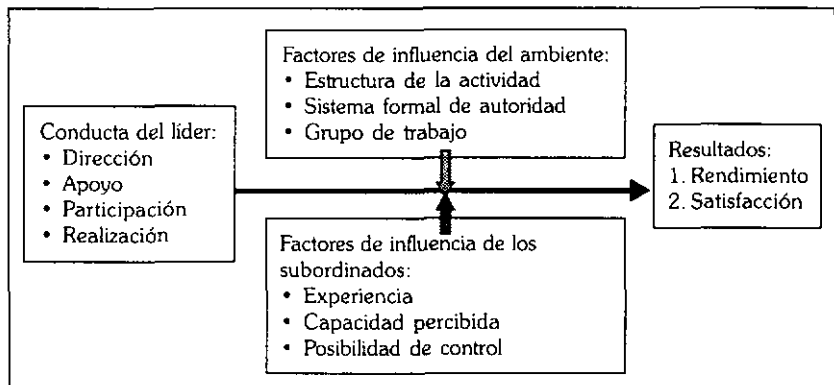 Factores de influencia del ambiente:
• Estructura de la actividad
• Sistema formal de autoridad
• Grupo de trabajo
Conducta del líder:
• Dirección
• Apoyo
• Participación
• Realización
Resultados:
1. Rendimiento
2. Satisfacción
Factores de influencia de los
subordinados:
• Experiencia
• Capacidad percibida
• Posibilidad de control